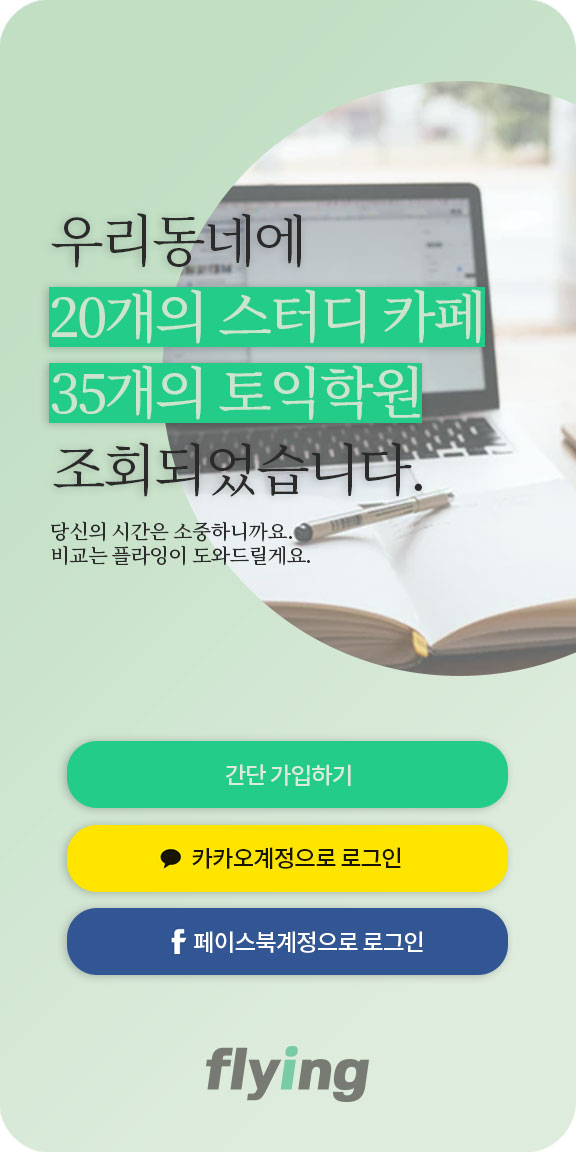 우리동네에
20개의 스터디 카페
35개의 토익학원
조회되었습니다.
당신의 시간은 소중하니까요.
비교는 플라잉이 도와드릴게요.
간단 가입하기
카카오계정으로 로그인
f 페이스북계정으로 로그인
flying